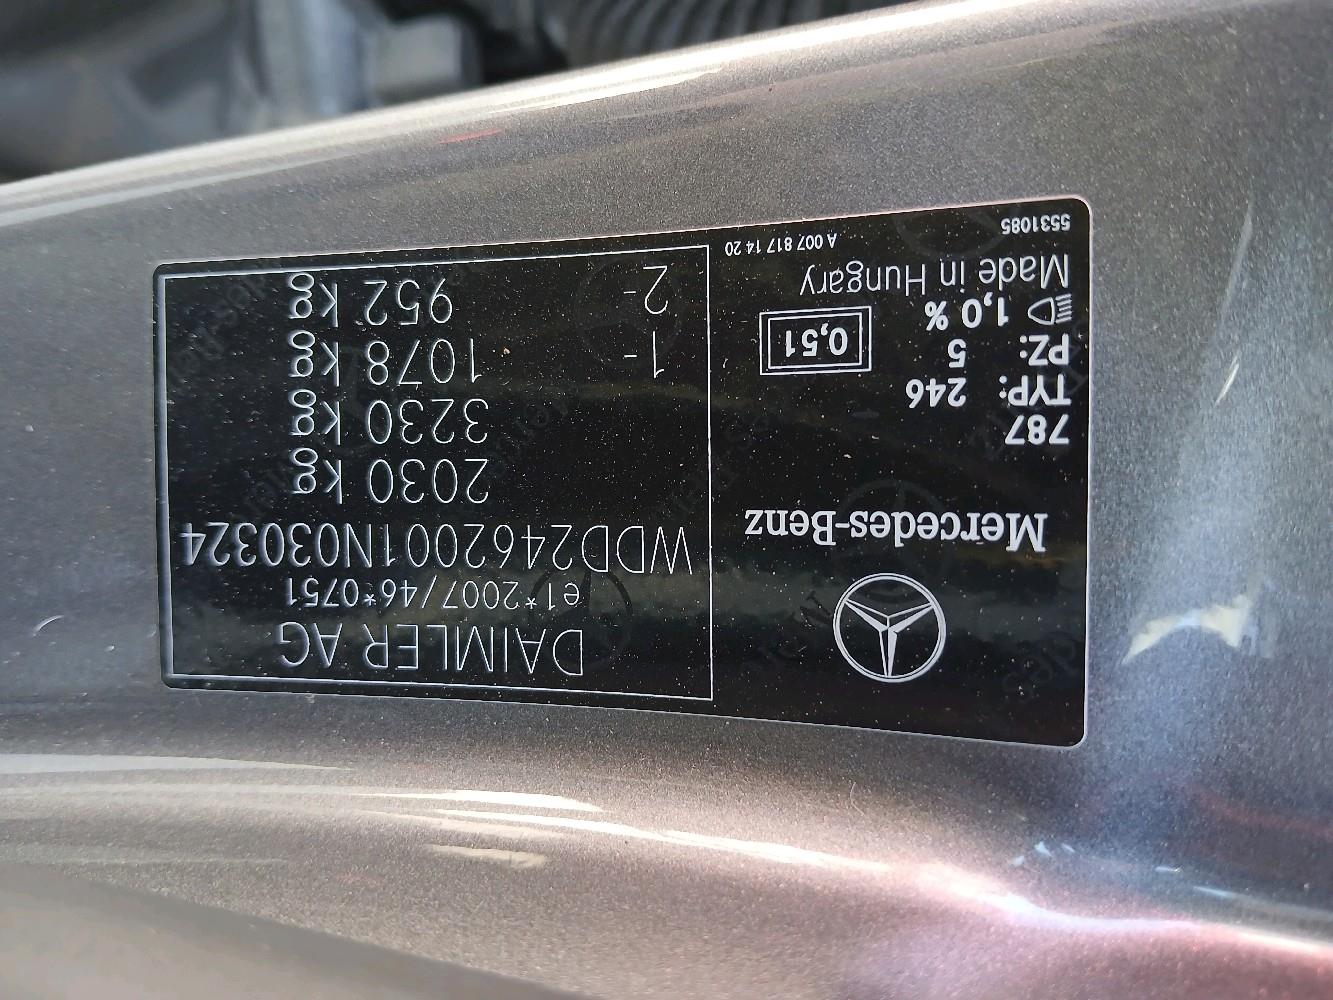 Mercedes-Benz
787
TYP: 246
PZ: 5
1,0 %
0,51
Made in Hungary
A 007 817 14 20
5531085
DAIMLER AG
e1*2007/46*0751
WDD2462001N030324
2030 kg
3230 kg
1- 1078 kg
2- 952 kg